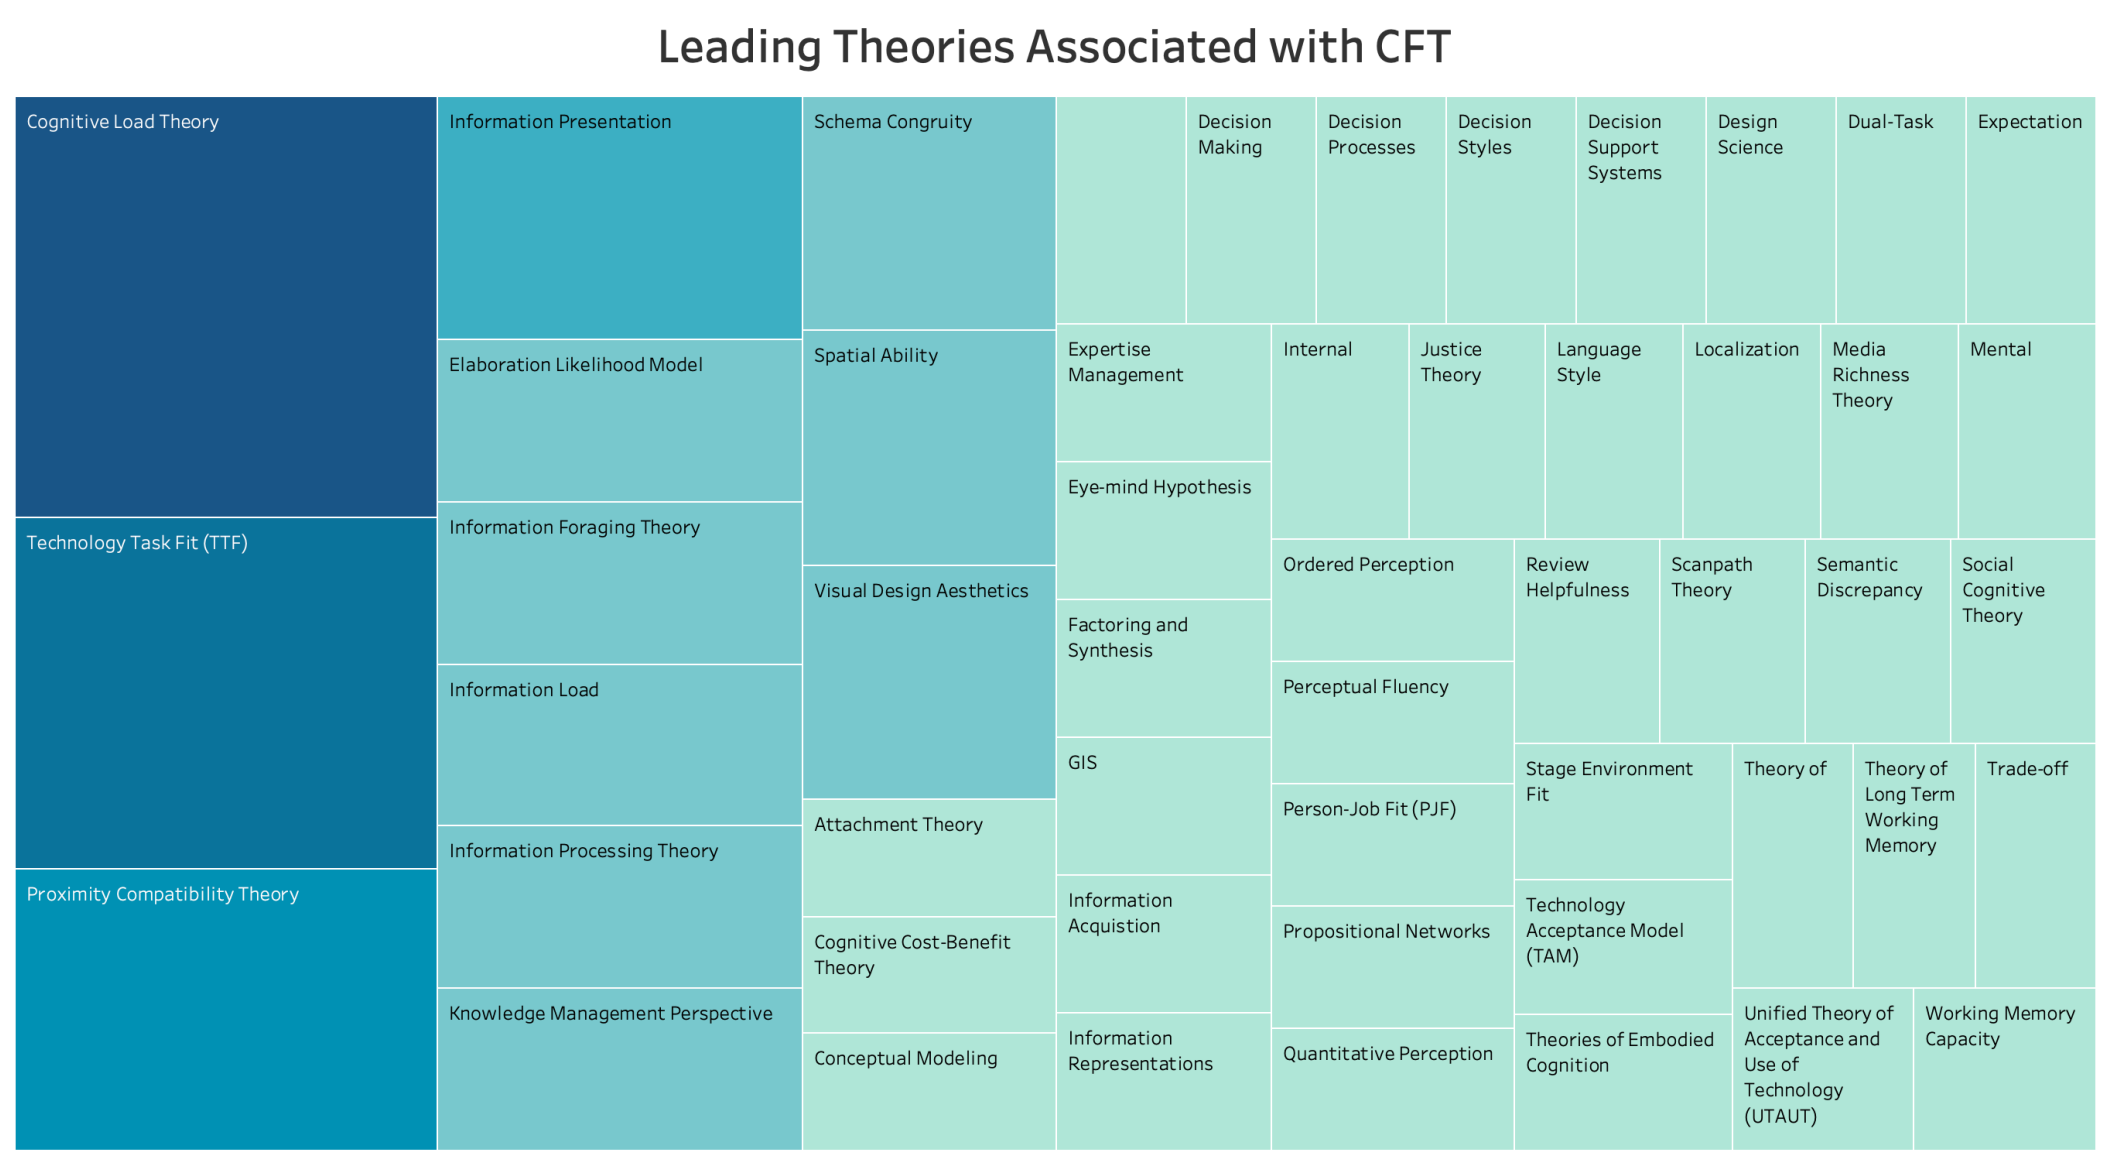 Leading Theories Associated with CFT
Cognitive Load Theory
Technology Task Fit (TTF)
Proximity Compatibility Theory
Information Presentation
Elaboration Likelihood Model
Information Foraging Theory
Information Load
Information Processing Theory
Knowledge Management Perspective
Schema Congruity
Spatial Ability
Visual Design Aesthetics
Attachment Theory
Cognitive Cost-Benefit
Theory
Conceptual Modeling
Decision
Making
Decision
Processes
Decision
Styles
Decision
Support
Systems
Design
Science
Dual-Task
Expectation
Expertise
Management
Eye-mind Hypothesis
Factoring and
Synthesis
GIS
Information
Acquistion
Information
Representations
Internal
Justice
Theory
Language
Style
Localization
Media
Richness
Theory
Mental
Ordered Perception
Perceptual Fluency
Person-Job Fit (PJF)
Propositional Networks
Quantitative Perception
Review
Helpfulness
Scanpath
Theory
Semantic
Discrepancy
Social
Cognitive
Theory
Stage Environment
Fit
Technology
Acceptance Model
(TAM)
Theories of Embodied
Cognition
Theory of
Theory of
Long Term
Working
Memory
Trade-off
Unified Theory of
Acceptance and
Use of
Technology
(UTAUT)
Working Memory
Capacity